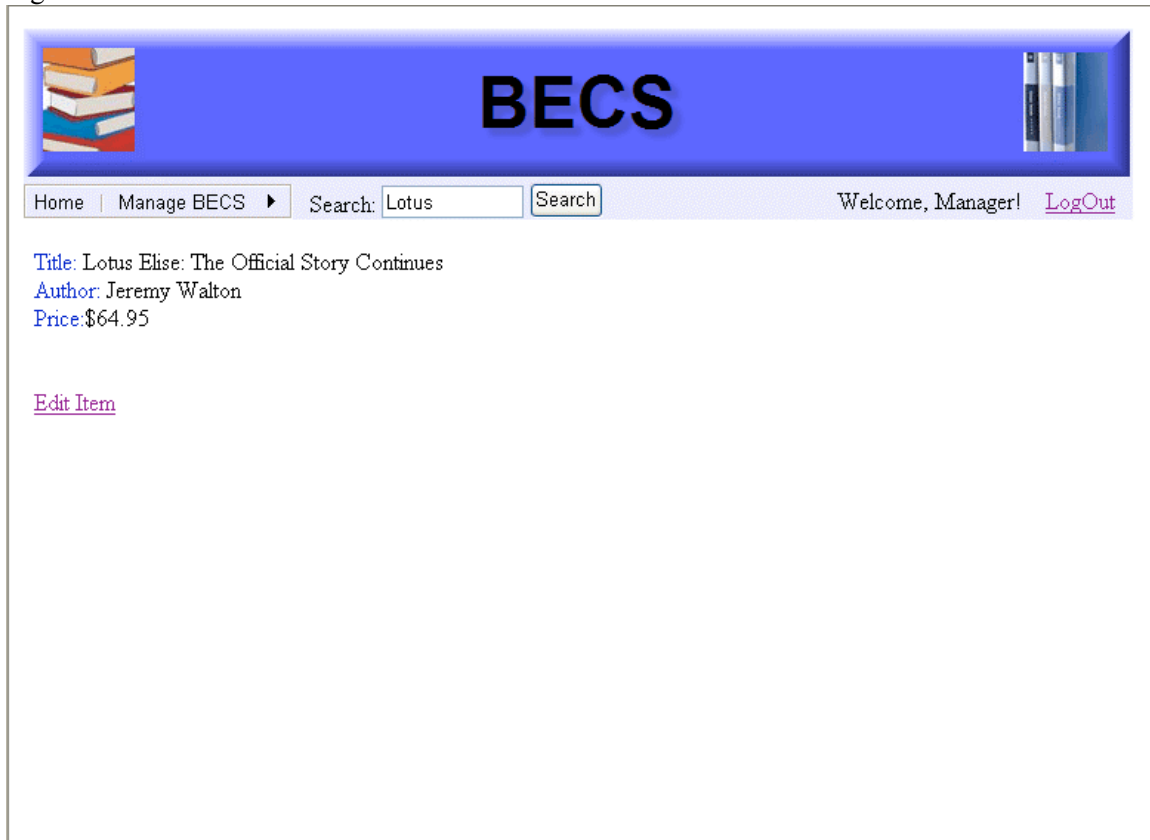 BECS
Home | Manage BECS Search: Lotus Search Welcome, Manager! LogOut
Title: Lotus Elise: The Official Story Continues
Author: Jeremy Walton
Price:$64.95
Edit Item